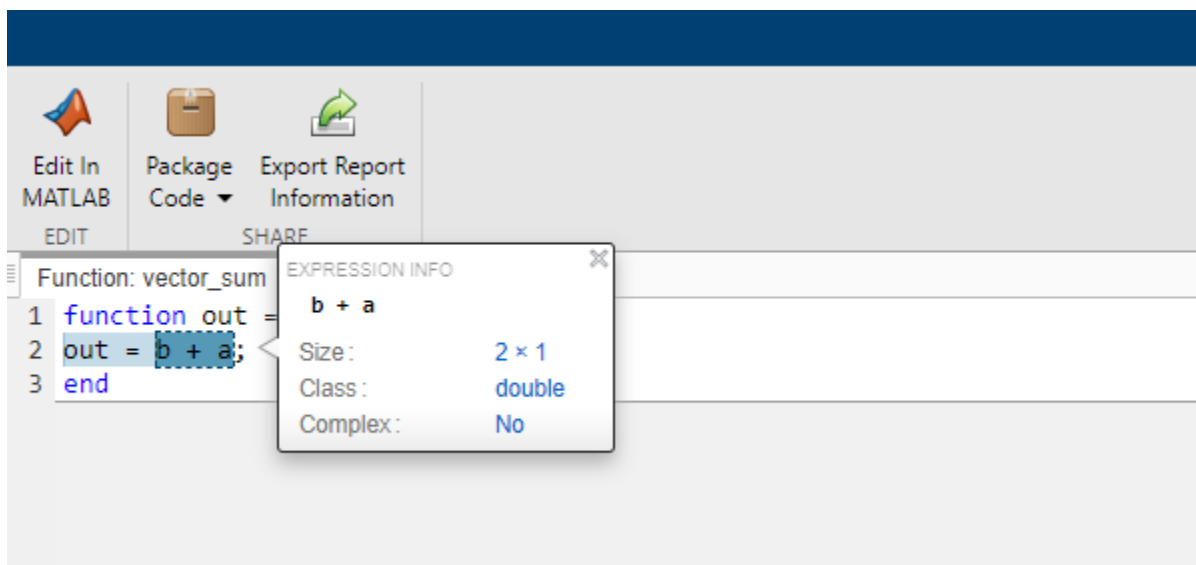 Edit In
MATLAB
Package
Code
Export Report
Information
EDIT
SHARE
Function: vector_sum
1 function out =
2 out = b + a;
3 end
EXPRESSION INFO
b + a
Size: 2 × 1
Class: double
Complex: No